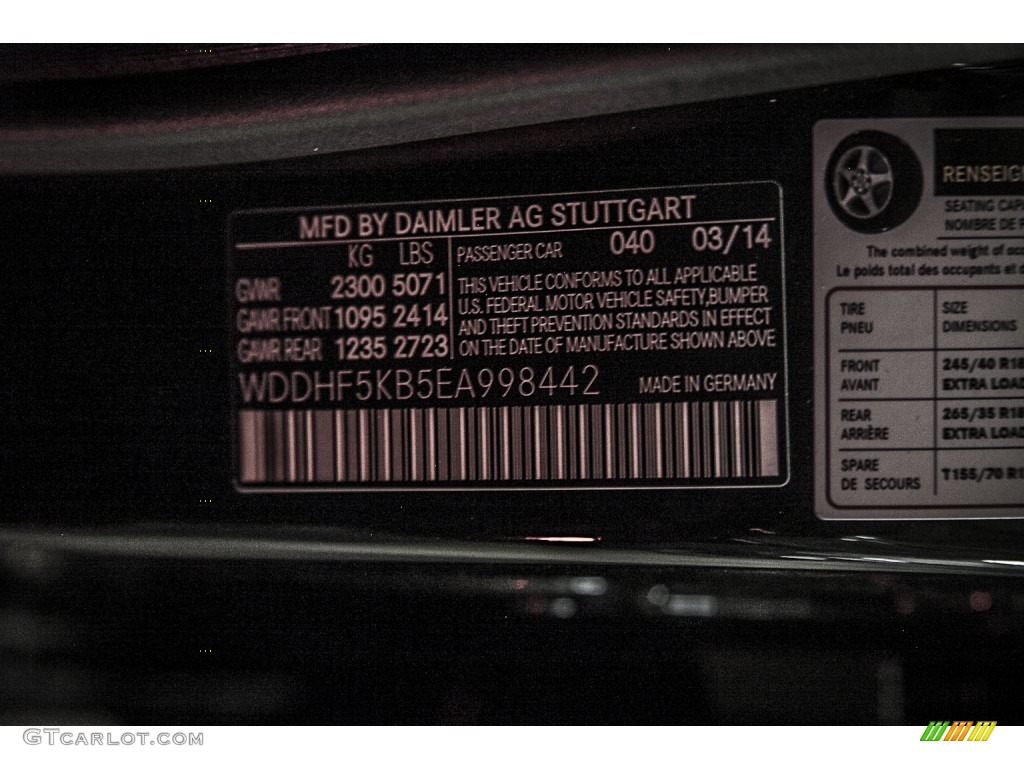 MFD BY DAIMLER AG STUTTGART
KG LBS
GVWR 2300 5071
GAWR FRONT 1095 2414
GAWR REAR 1235 2723
PASSENGER CAR 040 03/14
THIS VEHICLE CONFORMS TO ALL APPLICABLE
U.S. FEDERAL MOTOR VEHICLE SAFETY,BUMPER
AND THEFT PREVENTION STANDARDS IN EFFECT
ON THE DATE OF MANUFACTURE SHOWN ABOVE
WDDHF5KB5EA998442 MADE IN GERMANY
RENSEIG
SEATING CAP
NOMBRE DE P
The combined weight of occ
Le poids total des occupants et d
TIRE SIZE
PNEU DIMENSIONS
FRONT 245/40 R18
AVANT EXTRA LOAD
REAR 265/35 R18
ARRIÈRE EXTRA LOAD
SPARE
DE SECOURS T155/70 R1
GTCARLOT.COM